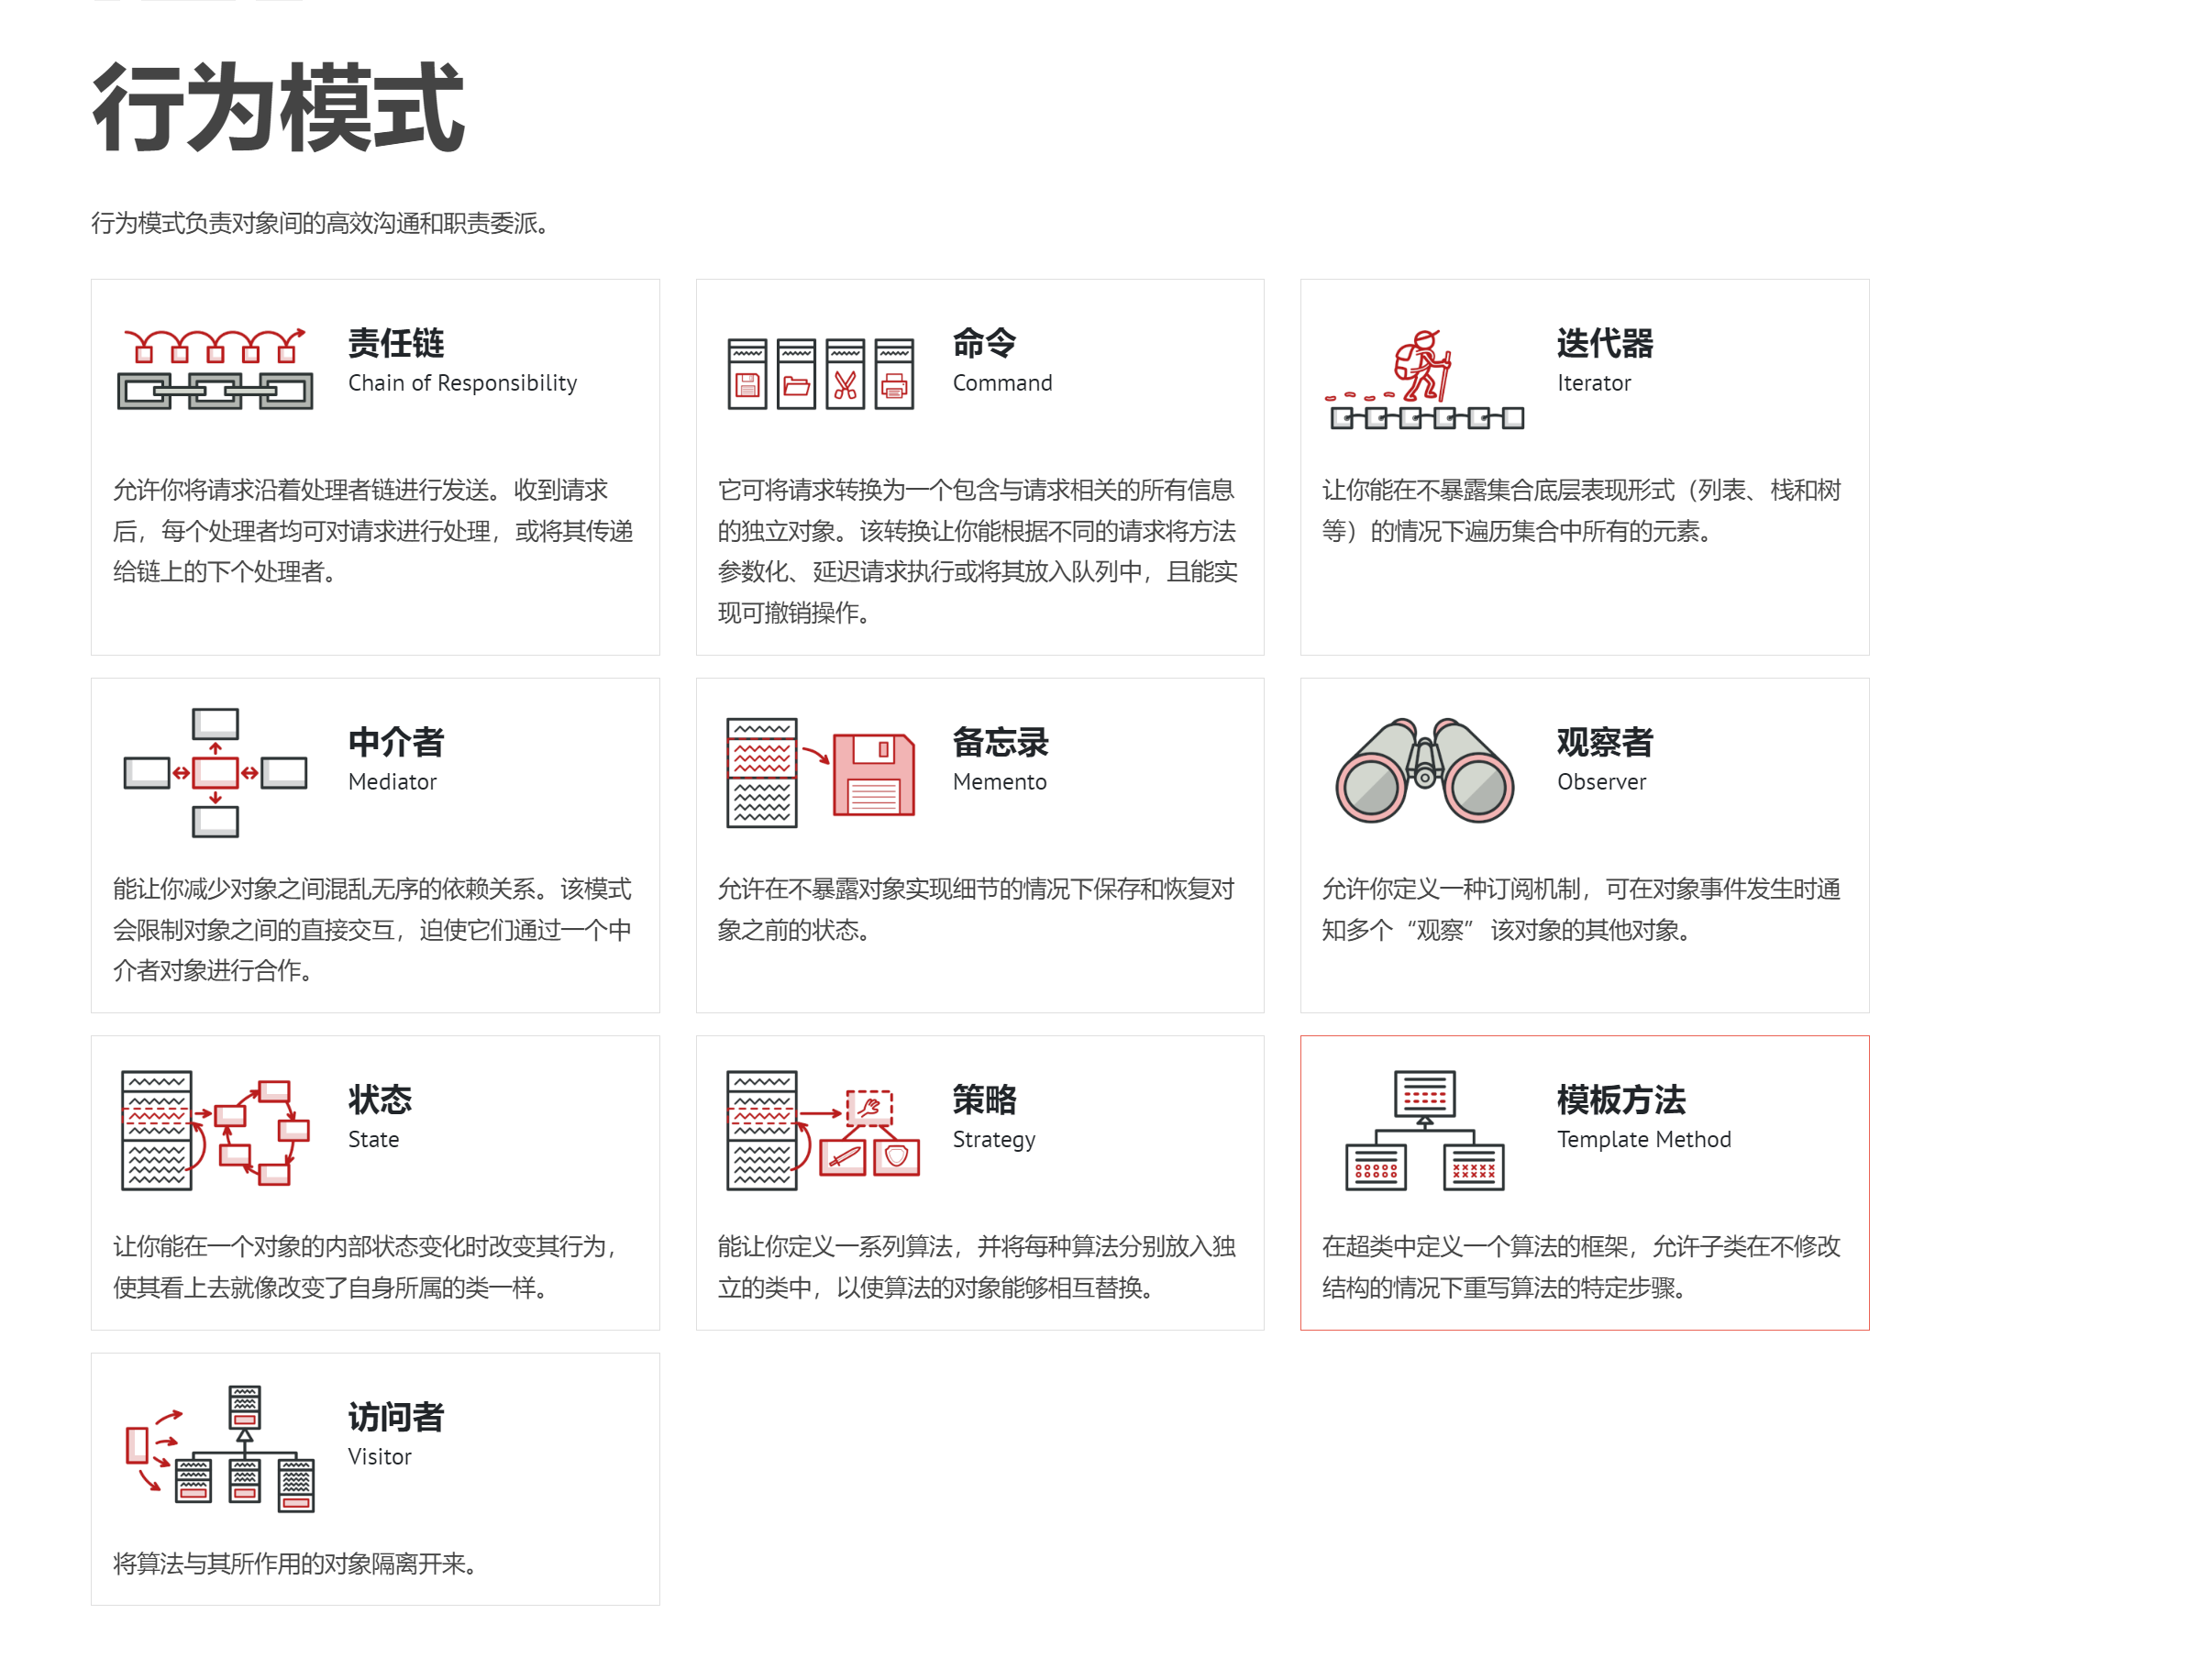 行为模式
行为模式负责对象间的高效沟通和职责委派。
责任链
Chain of Responsibility
允许你将请求沿着处理者链进行发送。收到请求
后，每个处理者均可对请求进行处理，或将其传递
给链上的下个处理者。
命令
Command
它可将请求转换为一个包含与请求相关的所有信息
的独立对象。该转换让你能根据不同的请求将方法
参数化、延迟请求执行或将其放入队列中，且能实
现可撤销操作。
迭代器
Iterator
让你能在不暴露集合底层表现形式（列表、栈和树
等）的情况下遍历集合中所有的元素。
中介者
Mediator
能让你减少对象之间混乱无序的依赖关系。该模式
会限制对象之间的直接交互，迫使它们通过一个中
介者对象进行合作。
备忘录
Memento
允许在不暴露对象实现细节的情况下保存和恢复对
象之前的状态。
观察者
Observer
允许你定义一种订阅机制，可在对象事件发生时通
知多个“观察”该对象的其他对象。
状态
State
让你能在一个对象的内部状态变化时改变其行为，
使其看上去就像改变了自身所属的类一样。
策略
Strategy
能让你定义一系列算法，并将每种算法分别放入独
立的类中，以使算法的对象能够相互替换。
模板方法
Template Method
在超类中定义一个算法的框架，允许子类在不修改
结构的情况下重写算法的特定步骤。
访问者
Visitor
将算法与其所作用的对象隔离开来。